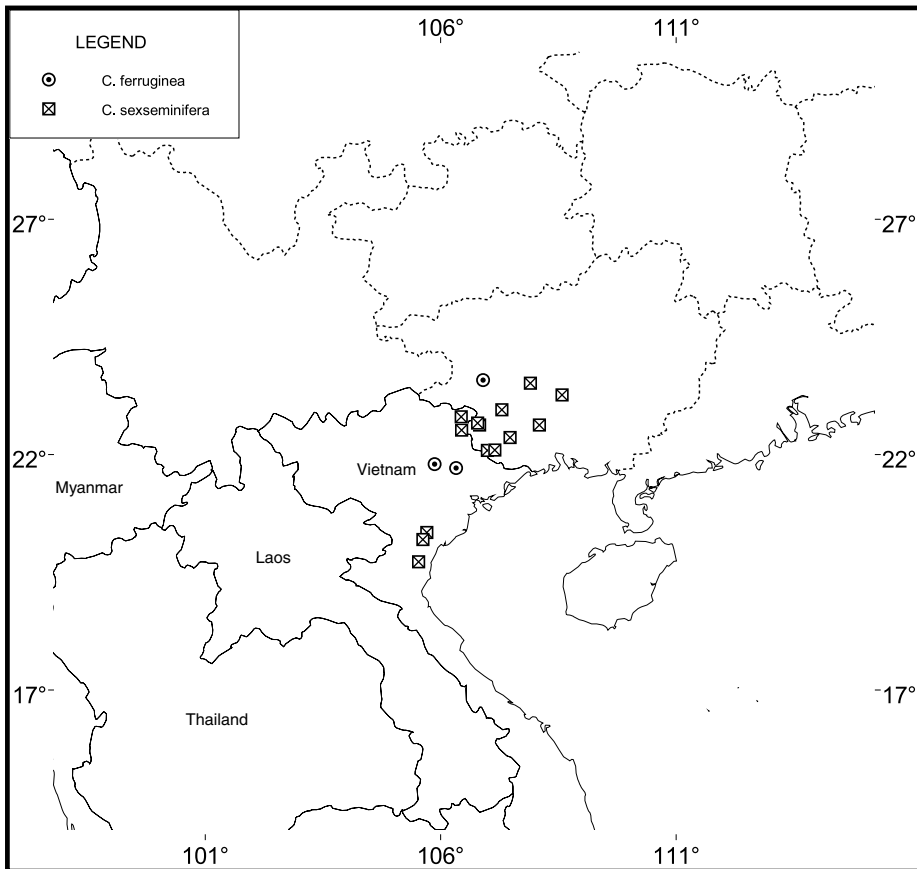 106° 111°
LEGEND
C. ferruginea
C. sexseminifera
27° 27°
22° 22°
Vietnam
Myanmar
Laos
17° 17°
Thailand
101° 106° 111°